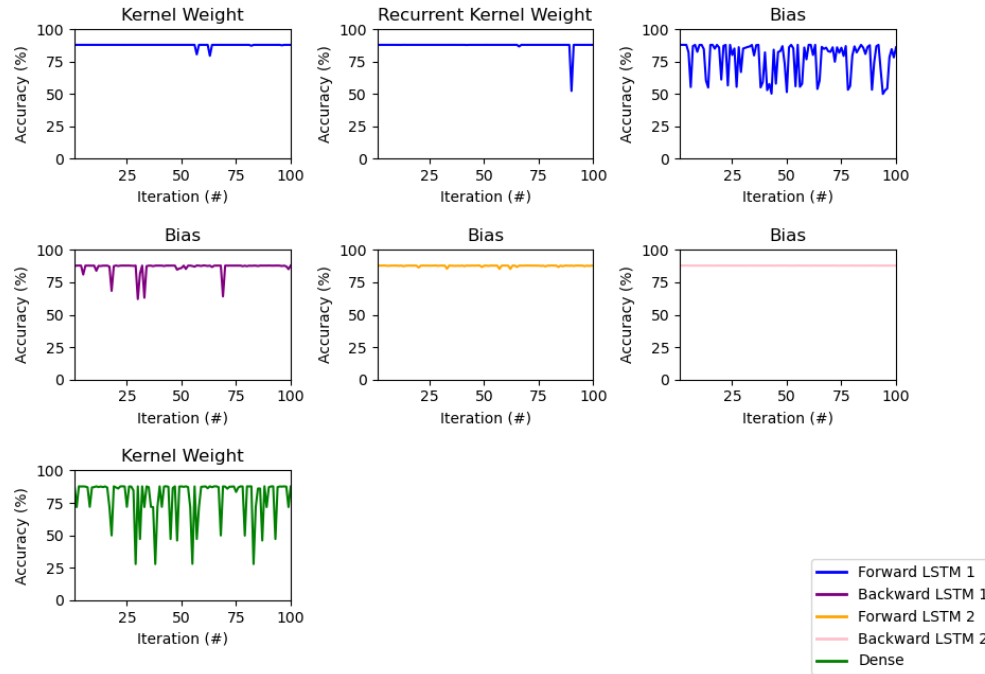 Kernel Weight
Accuracy (%)
100
75
50
25
0
25 50 75 100
Iteration (#)
Recurrent Kernel Weight
Accuracy (%)
100
75
50
25
0
25 50 75 100
Iteration (#)
Bias
Accuracy (%)
100
75
50
25
0
25 50 75 100
Iteration (#)
Bias
Accuracy (%)
100
75
50
25
0
25 50 75 100
Iteration (#)
Bias
Accuracy (%)
100
75
50
25
0
25 50 75 100
Iteration (#)
Bias
Accuracy (%)
100
75
50
25
0
25 50 75 100
Iteration (#)
Kernel Weight
Accuracy (%)
100
75
50
25
0
25 50 75 100
Iteration (#)
Forward LSTM 1
Backward LSTM 1
Forward LSTM 2
Backward LSTM 2
Dense